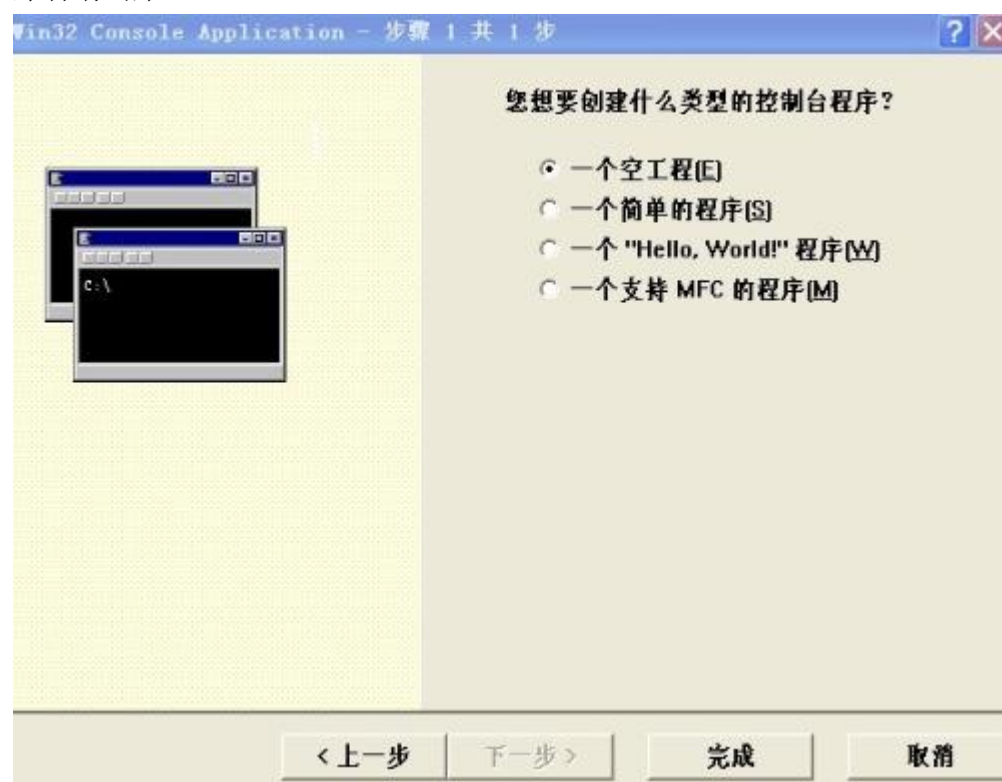 Win32 Console Application - 步骤 1 共 1 步
您想要创建什么类型的控制台程序?
一个空工程(E)
一个简单的程序(S)
一个 "Hello, World!" 程序(W)
一个支持 MFC 的程序(M)
C:\
< 上一步
下一步 >
完成
取消